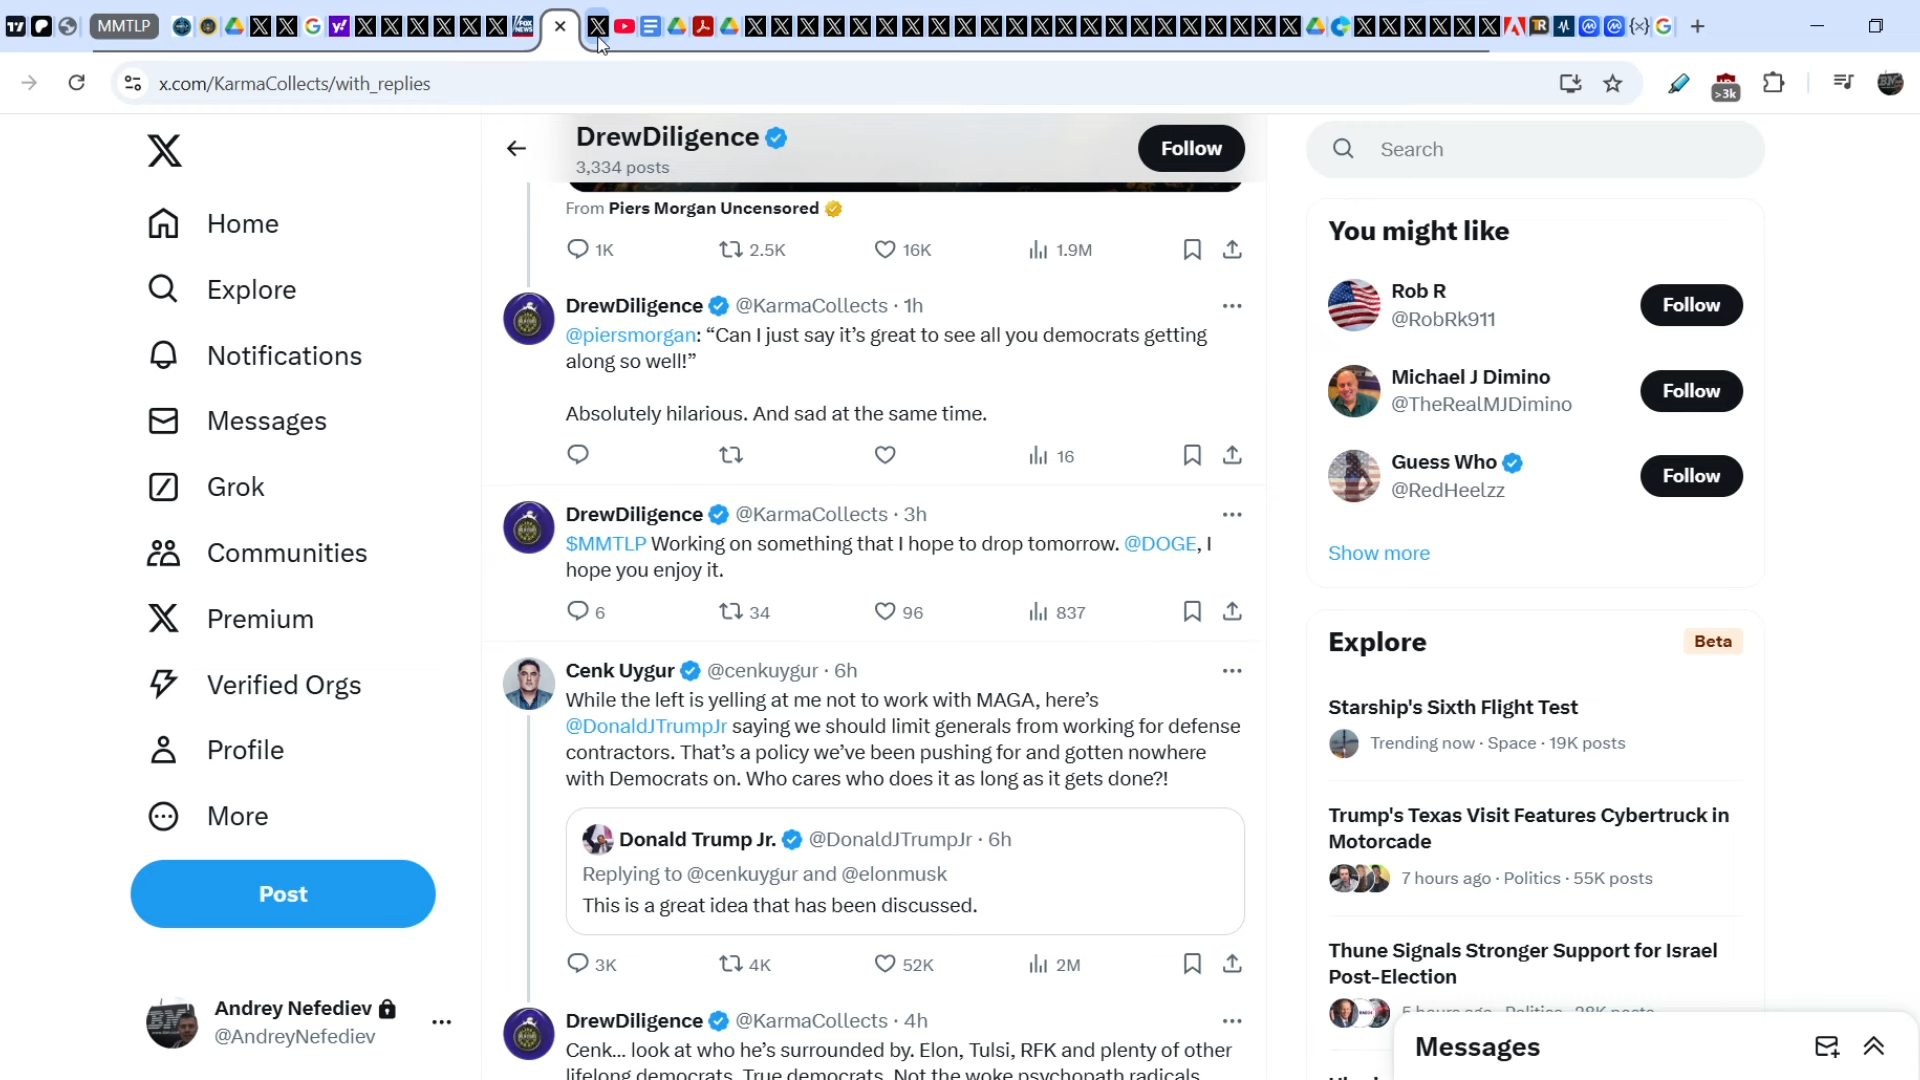 MMTLP
x.com/KarmaCollects/with_replies
>3k
DrewDiligence
3,334 posts
Follow
Search
Home
Explore
Notifications
Messages
Grok
Communities
Premium
Verified Orgs
Profile
More
Post
Andrey Nefediev
@AndreyNefediev
From Piers Morgan Uncensored
1K 2.5K 16K 1.9M
DrewDiligence @KarmaCollects · 1h
@piersmorgan: “Can I just say it’s great to see all you democrats getting
along so well!”
Absolutely hilarious. And sad at the same time.
16
DrewDiligence @KarmaCollects · 3h
$MMTLP Working on something that I hope to drop tomorrow. @DOGE, I
hope you enjoy it.
6 34 96 837
Cenk Uygur @cenkuygur · 6h
While the left is yelling at me not to work with MAGA, here’s
@DonaldJTrumpJr saying we should limit generals from working for defense
contractors. That’s a policy we’ve been pushing for and gotten nowhere
with Democrats on. Who cares who does it as long as it gets done?!
Donald Trump Jr. @DonaldJTrumpJr · 6h
Replying to @cenkuygur and @elonmusk
This is a great idea that has been discussed.
3K 4K 52K 2M
DrewDiligence @KarmaCollects · 4h
Cenk... look at who he’s surrounded by. Elon, Tulsi, RFK and plenty of other
lifelong democrats. True democrats. Not the woke psychopath radicals
You might like
Rob R
@RobRk911
Follow
Michael J Dimino
@TheRealMJDimino
Follow
Guess Who
@RedHeelzz
Follow
Show more
Explore
Beta
Starship's Sixth Flight Test
Trending now · Space · 19K posts
Trump's Texas Visit Features Cybertruck in
Motorcade
7 hours ago · Politics · 55K posts
Thune Signals Stronger Support for Israel
Post-Election
Messages